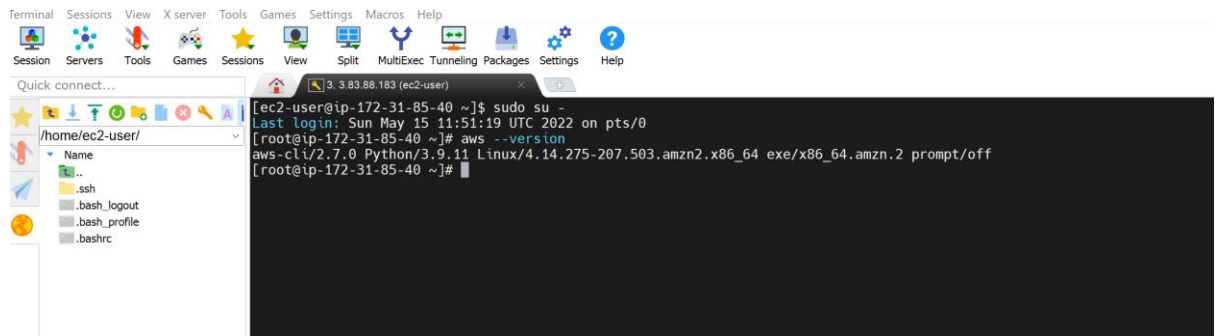 Terminal Sessions View X server Tools Games Settings Macros Help
Session Servers Tools Games Sessions View Split MultiExec Tunneling Packages Settings Help
Quick connect...
3. 3.83.88.183 (ec2-user)
/home/ec2-user/
Name
..
.ssh
.bash_logout
.bash_profile
.bashrc
[ec2-user@ip-172-31-85-40 ~]$ sudo su -
Last login: Sun May 15 11:51:19 UTC 2022 on pts/0
[root@ip-172-31-85-40 ~]# aws --version
aws-cli/2.7.0 Python/3.9.11 Linux/4.14.275-207.503.amzn2.x86_64 exe/x86_64.amzn.2 prompt/off
[root@ip-172-31-85-40 ~]#